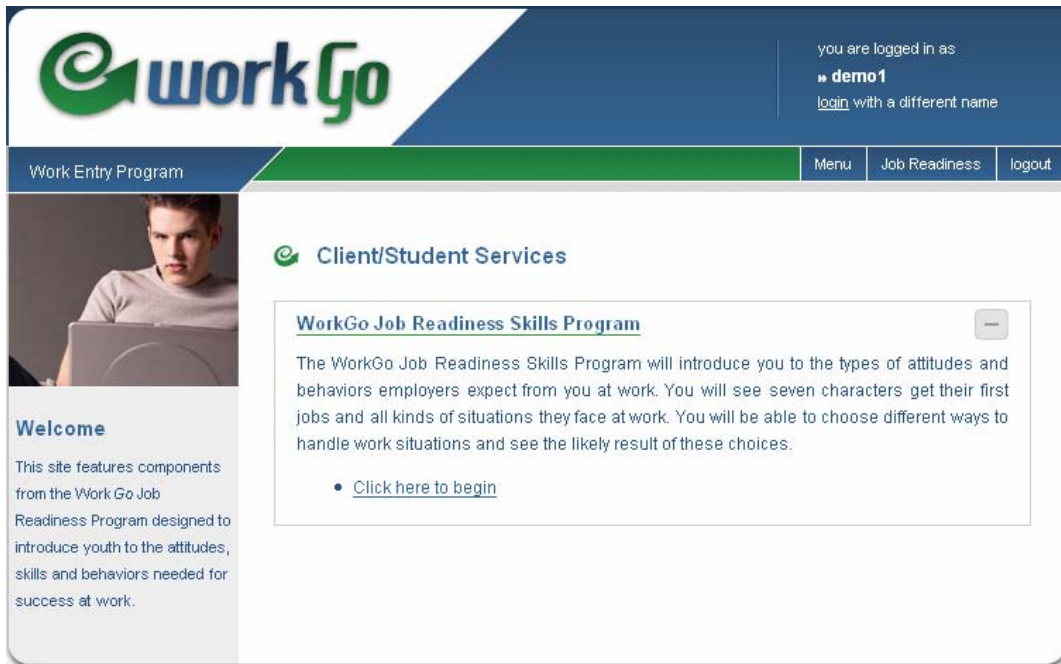 workGo
you are logged in as
» demo1
login with a different name
Work Entry Program
Menu
Job Readiness
logout
Client/Student Services
WorkGo Job Readiness Skills Program
The WorkGo Job Readiness Skills Program will introduce you to the types of attitudes and
behaviors employers expect from you at work. You will see seven characters get their first
jobs and all kinds of situations they face at work. You will be able to choose different ways to
handle work situations and see the likely result of these choices.
• Click here to begin
Welcome
This site features components
from the Work Go Job
Readiness Program designed to
introduce youth to the attitudes,
skills and behaviors needed for
success at work.